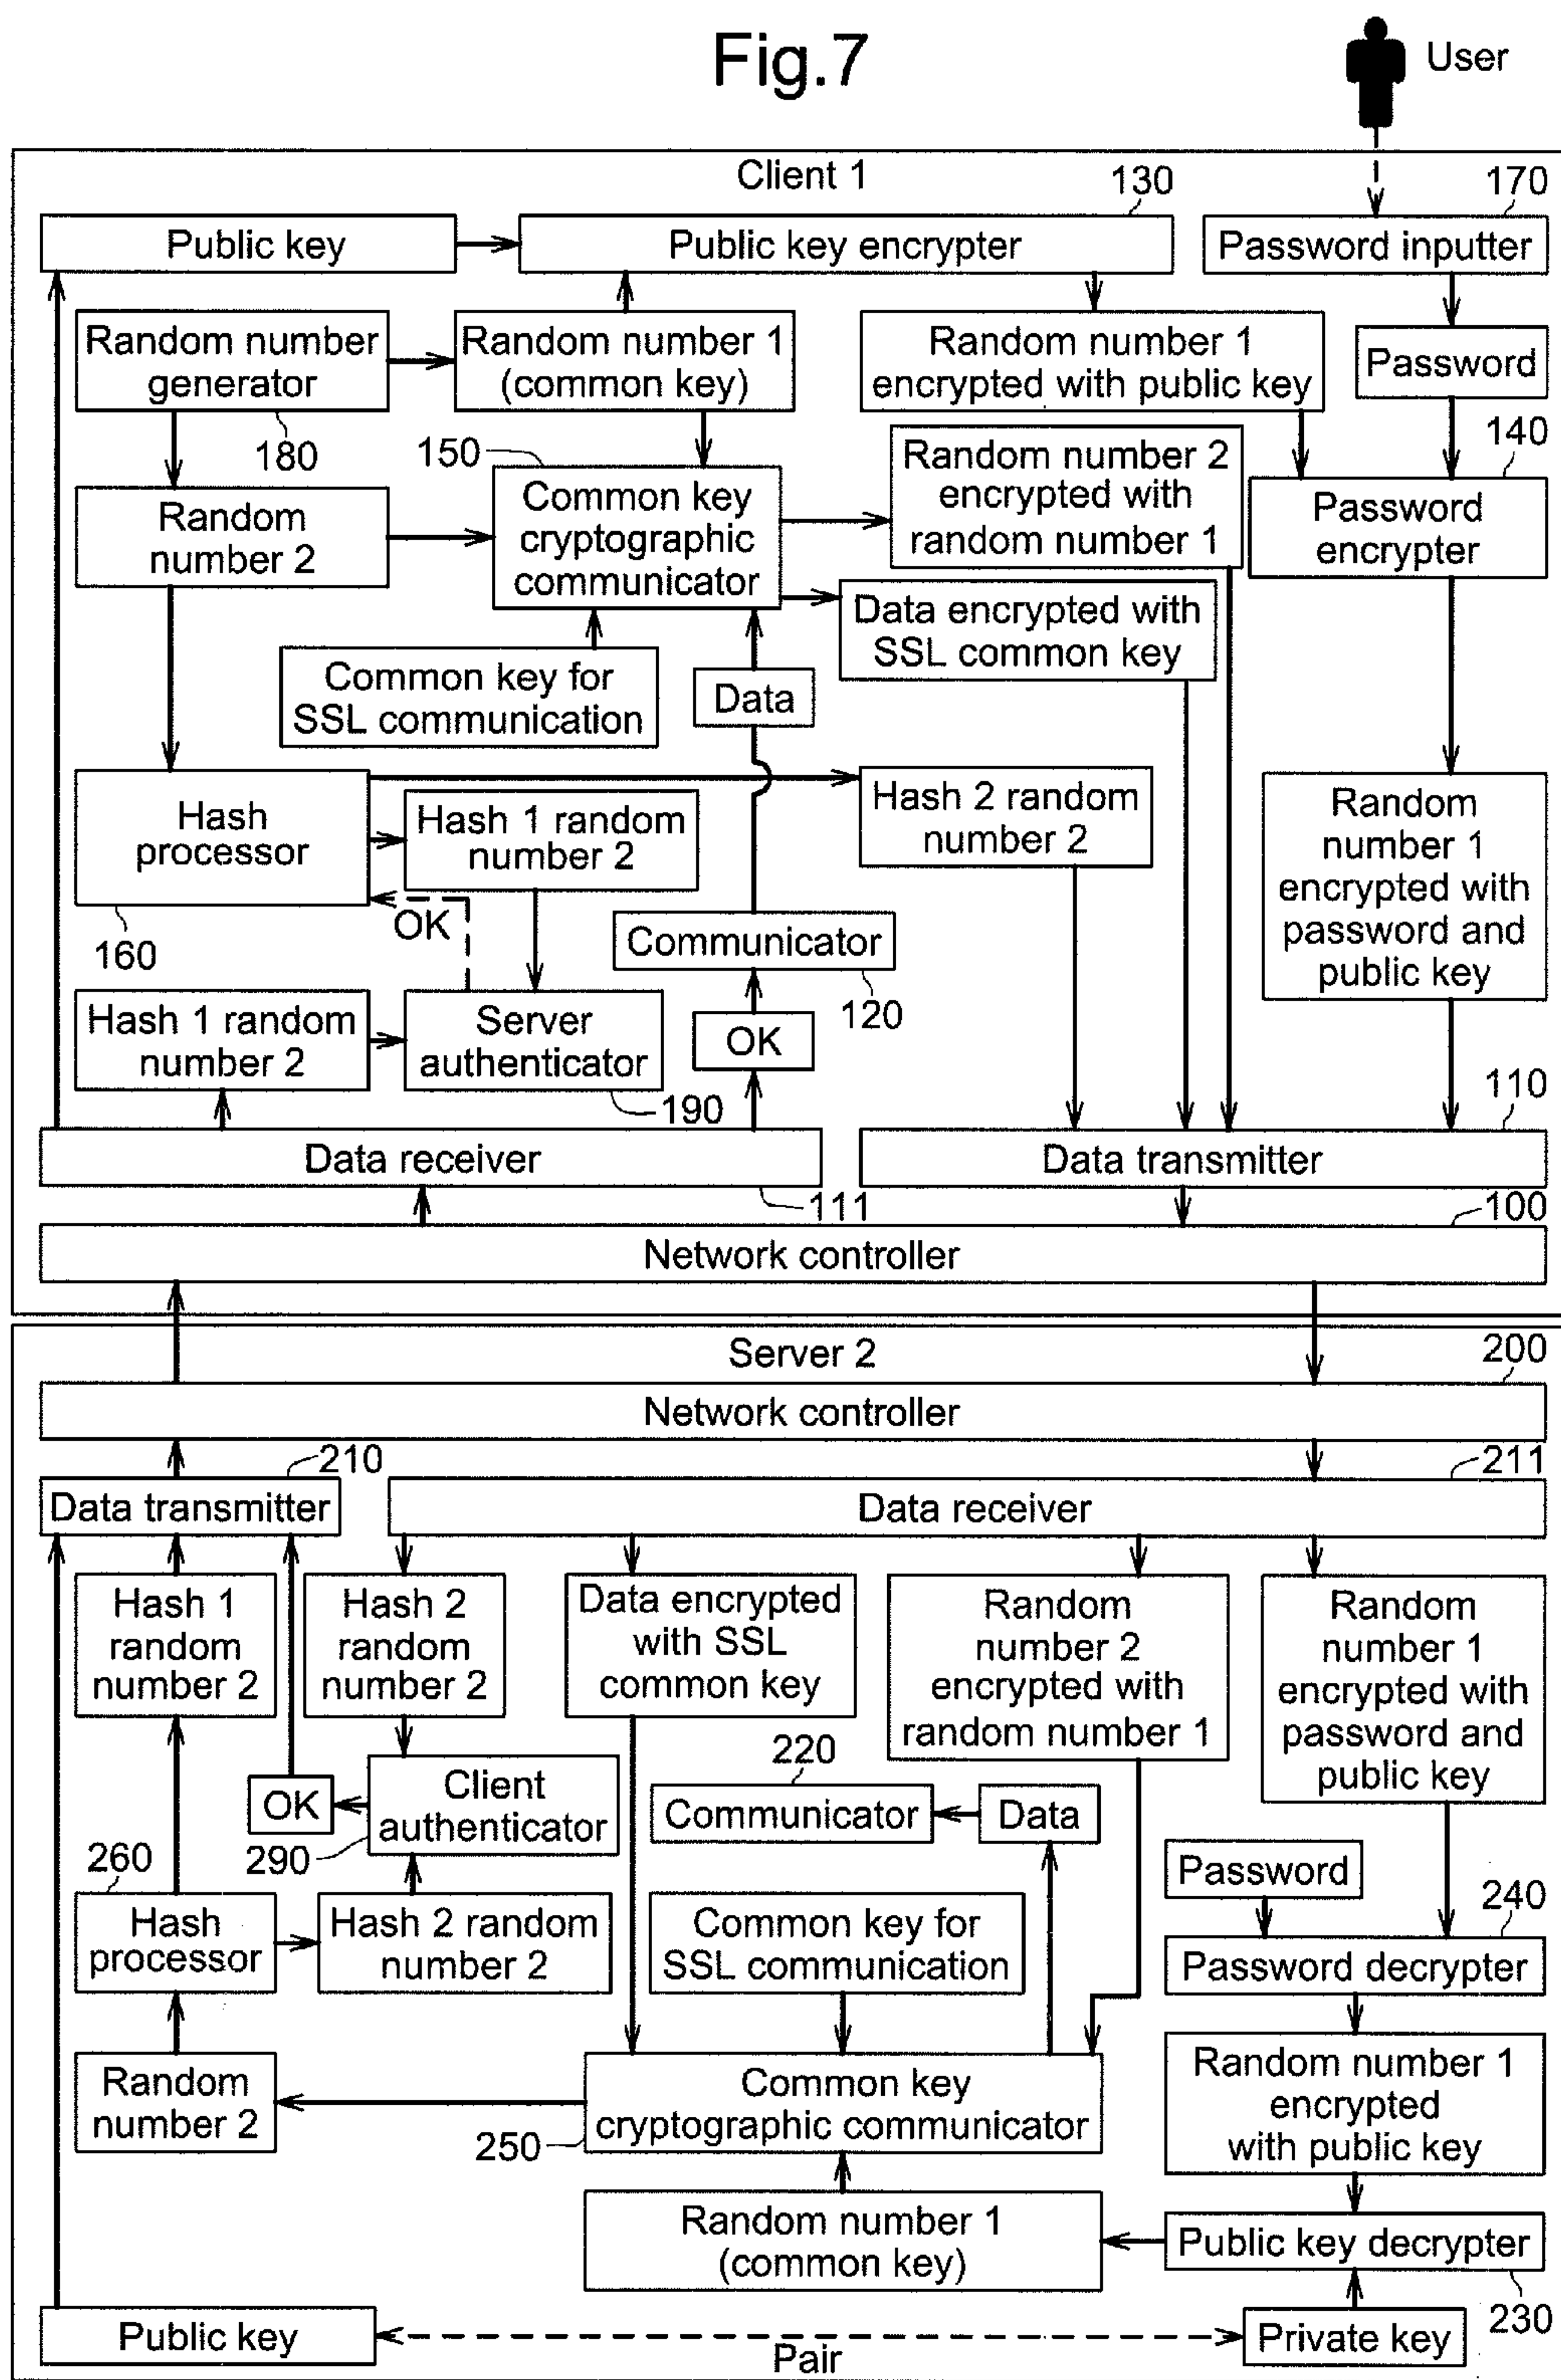 Fig.7
User
Client 1
130
170
Public key
Public key encrypter
Password inputter
Random number
generator
Random number 1
(common key)
Random number 1
encrypted with public key
Password
180
150
140
Random
number 2
Common key
cryptographic
communicator
Random number 2
encrypted with
random number 1
Password
encrypter
Data encrypted with
SSL common key
Common key for
SSL communication
Data
Hash
processor
Hash 1 random
number 2
Hash 2 random
number 2
Random
number 1
encrypted with
password and
public key
OK
160
Communicator
120
Hash 1 random
number 2
Server
authenticator
OK
190
110
Data receiver
Data transmitter
111
100
Network controller
Server 2
200
Network controller
210
211
Data transmitter
Data receiver
Hash 1
random
number 2
Hash 2
random
number 2
Data encrypted
with SSL
common key
Random
number 2
encrypted with
random number 1
Random
number 1
encrypted with
password and
public key
220
OK
Client
authenticator
Communicator
Data
290
260
Password
240
Hash
processor
Hash 2 random
number 2
Common key for
SSL communication
Password decrypter
Random
number 2
Common key
cryptographic communicator
Random number 1
encrypted
with public key
250
Random number 1
(common key)
Public key decrypter
230
Public key
Pair
Private key